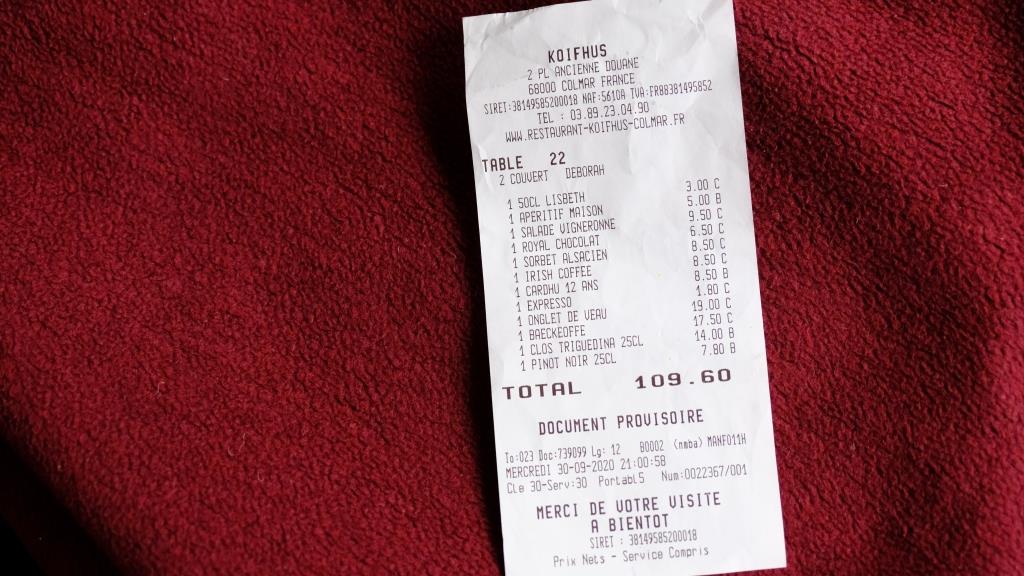 KOIFHUS
2 PL ANCIENNE DOUANE
68000 COLMAR FRANCE
SIRET:38149585200018 NAF:5610A TVA:FR88381495852
TEL : 03.89.23.04.90
WWW.RESTAURANT-KOIFHUS-COLMAR.FR
TABLE 22
2 COUVERT DEBORAH
1 50CL LISBETH 3.00 C
1 APERITIF MAISON 5.00 B
1 SALADE VIGNERONNE 9.50 C
1 ROYAL CHOCOLAT 6.50 C
1 SORBET ALSACIEN 8.50 C
1 IRISH COFFEE 8.50 C
1 CARDHU 12 ANS 8.50 B
1 EXPRESSO 1.80 C
1 ONGLET DE VEAU 19.00 C
1 BAECKEOFFE 17.50 C
1 CLOS TRIGUEDINA 25CL 14.00 B
1 PINOT NOIR 25CL 7.80 B
TOTAL 109.60
DOCUMENT PROVISOIRE
To:023 Doc:739099 Lg: 12 B0002 (nmba) MANF011H
MERCREDI 30-09-2020 21:00:58
Cle 30-Serv:30 Portabl5 Num:0022367/001
MERCI DE VOTRE VISITE
A BIENTOT
SIRET : 38149585200018
Prix Nets - Service Compris